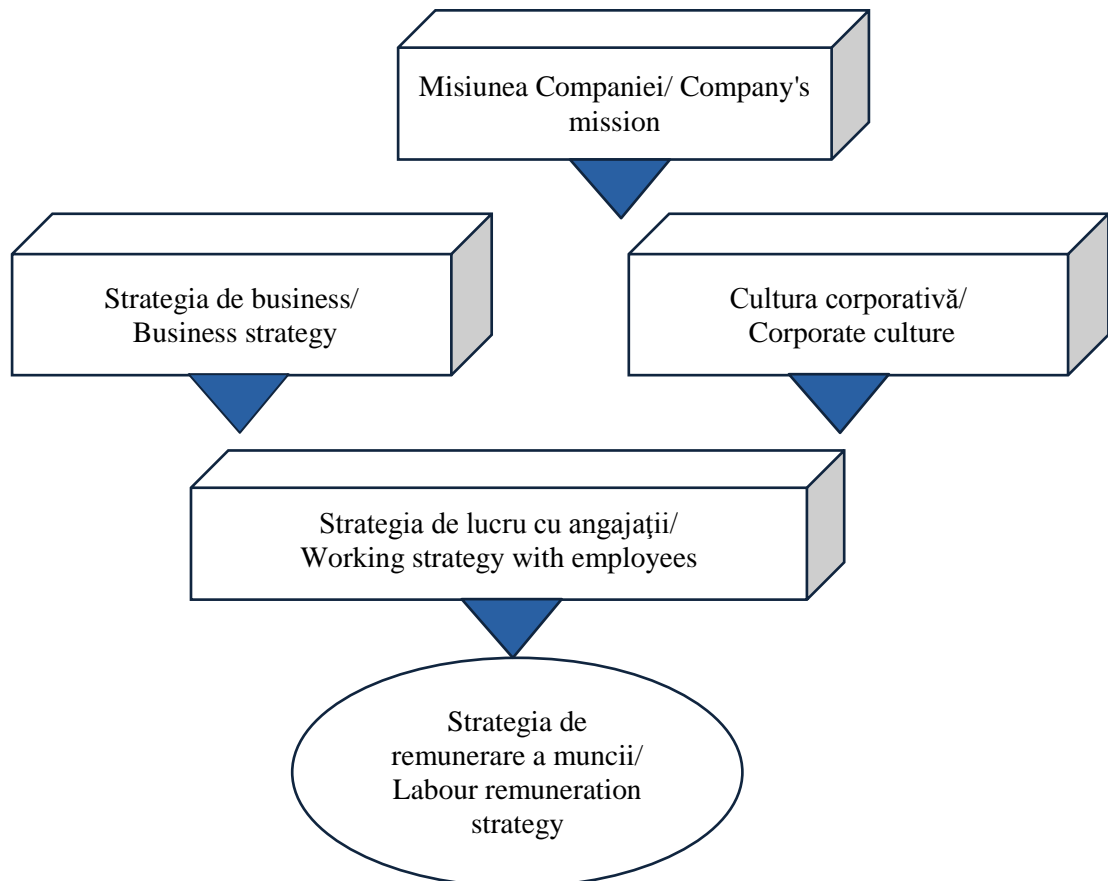 Misiunea Companiei/ Company's
mission
Strategia de business/
Business strategy
Cultura corporativă/
Corporate culture
Strategia de lucru cu angajaţii/
Working strategy with employees
Strategia de
remunerare a muncii/
Labour remuneration
strategy